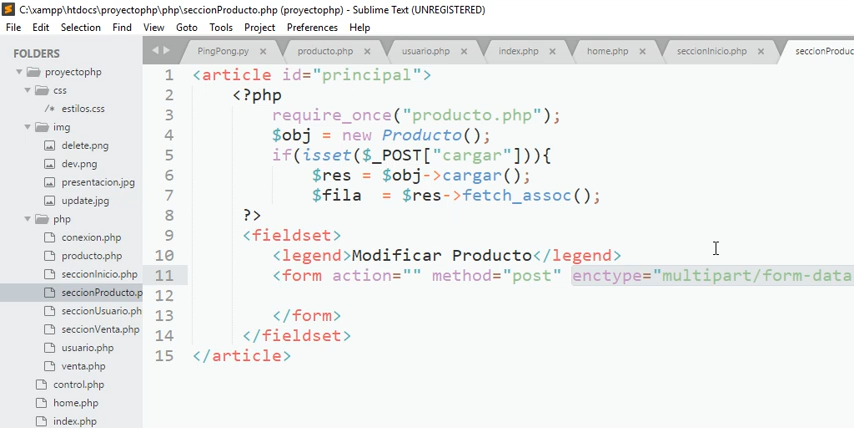 C:\xampp\htdocs\proyectophp\php\seccionProducto.php (proyectophp) - Sublime Text (UNREGISTERED)
File Edit Selection Find View Goto Tools Project Preferences Help
FOLDERS
proyectophp
css
/* estilos.css
img
delete.png
dev.png
presentacion.jpg
update.jpg
php
conexion.php
producto.php
seccionInicio.php
seccionProducto.p
seccionUsuario.ph
seccionVenta.php
usuario.php
venta.php
control.php
home.php
index.php
PingPong.py × producto.php × usuario.php × index.php × home.php × seccionInicio.php × seccionProduc
1 <article id="principal">
2 <?php
3 require_once("producto.php");
4 $obj = new Producto();
5 if(isset($_POST["cargar"])){
6 $res = $obj->cargar();
7 $fila = $res->fetch_assoc();
8 ?>
9 <fieldset>
10 <legend>Modificar Producto</legend>
11 <form action="" method="post" enctype="multipart/form-data
12
13 </form>
14 </fieldset>
15 </article>